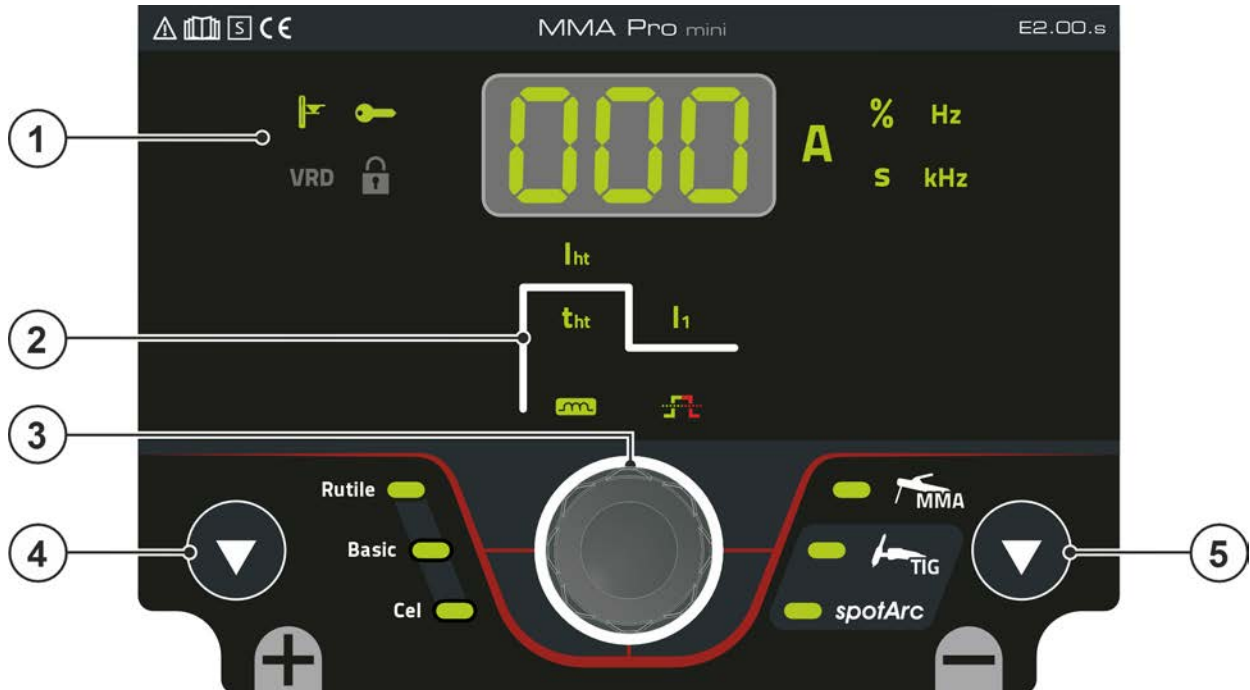 S CE MMA Pro mini E2.00.s
1
VRD
000 A % Hz
s kHz
Iht
2
tht I1
3
Rutile
Basic
Cel
MMA
TIG
spotArc
4
5
+ −